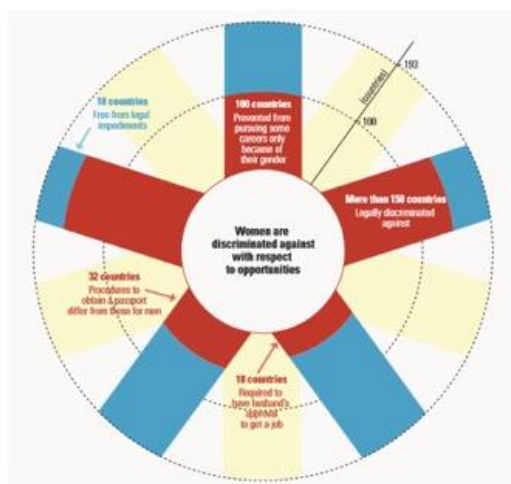 18 countries
Free from legal
impediments
100 countries
Prevented from
pursuing some
careers only
because of
their gender
(countries)
193
100
More than 150 countries
Legally discriminated
against
Women are
discriminated against
with respect
to opportunities
32 countries
Procedures to
obtain a passport
differ from those for men
18 countries
Required to
have husband's
approval
to get a job